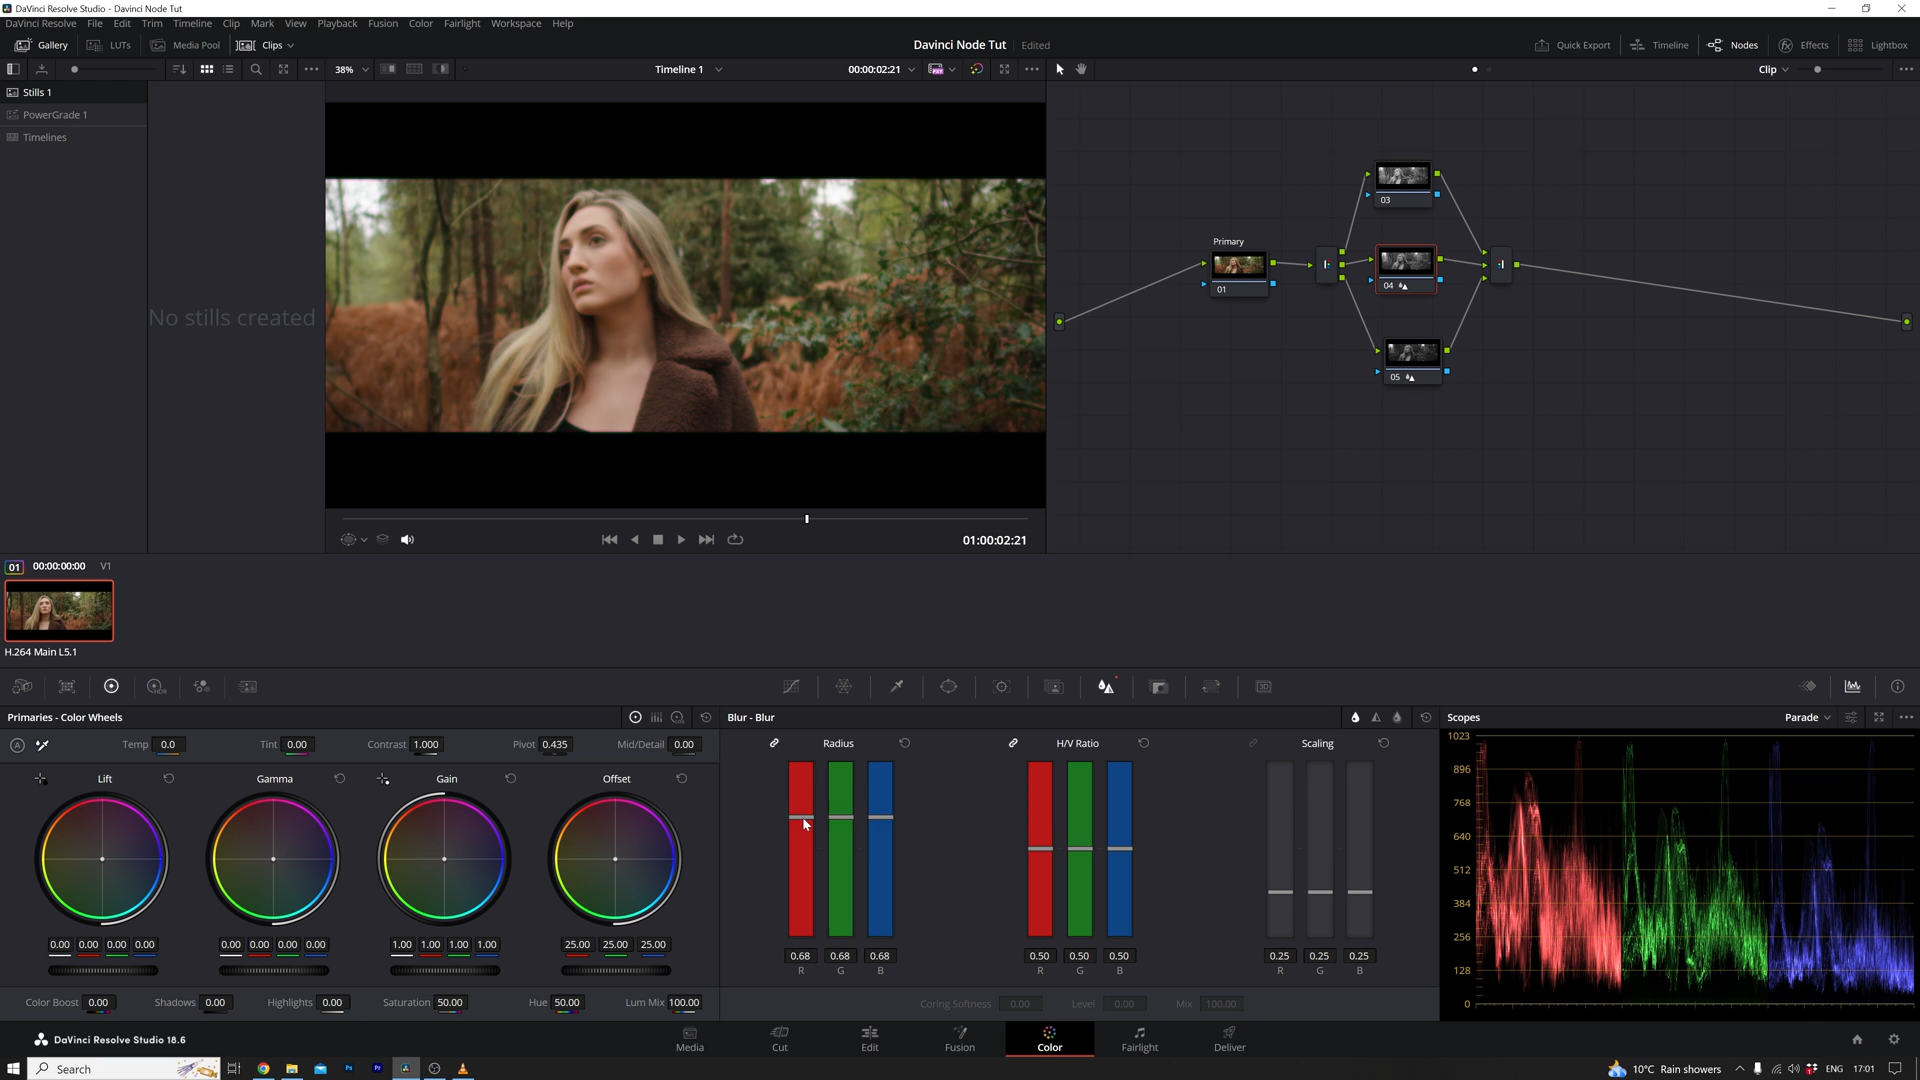 DaVinci Resolve Studio - Davinci Node Tut
DaVinci Resolve File Edit Trim Timeline Clip Mark View Playback Fusion Color Fairlight Workspace Help
Gallery LUTs Media Pool Clips Davinci Node Tut Edited Quick Export Timeline Nodes Effects Lightbox
38% Timeline 1 00:00:02:21 Clip
Stills 1
PowerGrade 1
Timelines
No stills created
03
Primary
01
04
05
01:00:02:21
01 00:00:00:00 V1
H.264 Main L5.1
HDR
3D
Primaries - Color Wheels Blur - Blur Scopes Parade
A Temp 0.0 Tint 0.00 Contrast 1.000 Pivot 0.435 Mid/Detail 0.00
Radius H/V Ratio Scaling
Lift Gamma Gain Offset
1023
896
768
640
512
384
256
128
0
0.00 0.00 0.00 0.00 0.00 0.00 0.00 0.00 1.00 1.00 1.00 1.00 25.00 25.00 25.00
0.68 0.68 0.68 0.50 0.50 0.50 0.25 0.25 0.25
R G B R G B R G B
Color Boost 0.00 Shadows 0.00 Highlights 0.00 Saturation 50.00 Hue 50.00 Lum Mix 100.00
Coring Softness 0.00 Level 0.00 Mix 100.00
DaVinci Resolve Studio 18.6 Media Cut Edit Fusion Color Fairlight Deliver
Search Ps Pr 10°C Rain showers ENG 17:01